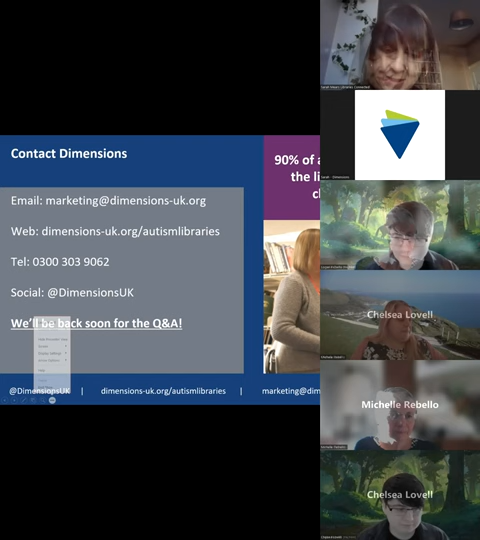 Contact Dimensions
Email: marketing@dimensions-uk.org
Web: dimensions-uk.org/autismlibraries
Tel: 0300 303 9062
Social: @DimensionsUK
We'll be back soon for the Q&A!
90% of a
the li
c
@DimensionsUK | dimensions-uk.org/autismlibraries | marketing@dim
Chelsea Lovell
Michelle Rebello
Chelsea Lovell